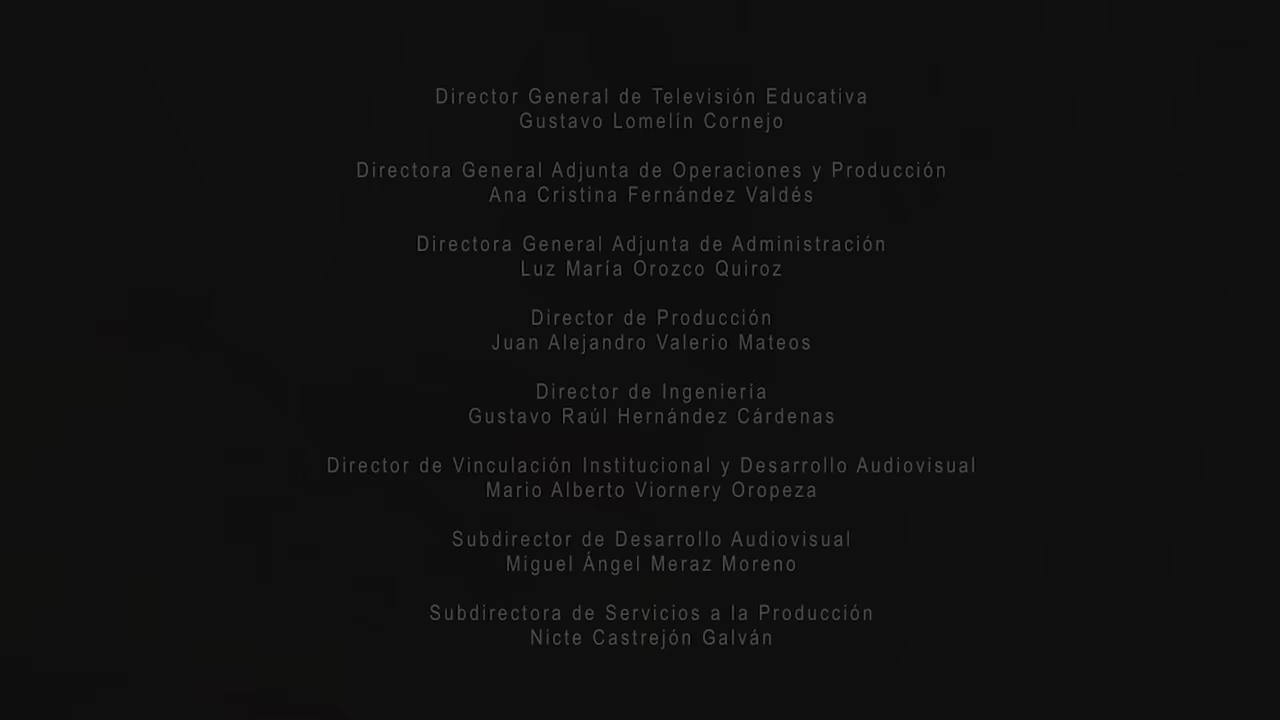 Director General de Televisión Educativa
Gustavo Lomelín Cornejo
Directora General Adjunta de Operaciones y Producción
Ana Cristina Fernández Valdés
Directora General Adjunta de Administración
Luz María Orozco Quiroz
Director de Producción
Juan Alejandro Valerio Mateos
Director de Ingeniería
Gustavo Raúl Hernández Cárdenas
Director de Vinculación Institucional y Desarrollo Audiovisual
Mario Alberto Viornery Oropeza
Subdirector de Desarrollo Audiovisual
Miguel Ángel Meraz Moreno
Subdirectora de Servicios a la Producción
Nicte Castrejón Galván